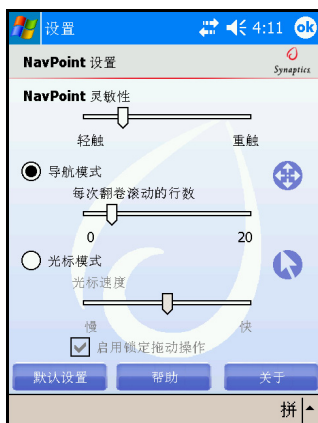 设置 4:11 ok
NavPoint 设置
Synaptics
NavPoint 灵敏性
轻触 重触
导航模式
每次翻卷滚动的行数
0 20
光标模式
光标速度
慢 快
启用锁定拖动操作
默认设置 帮助 关于
拼